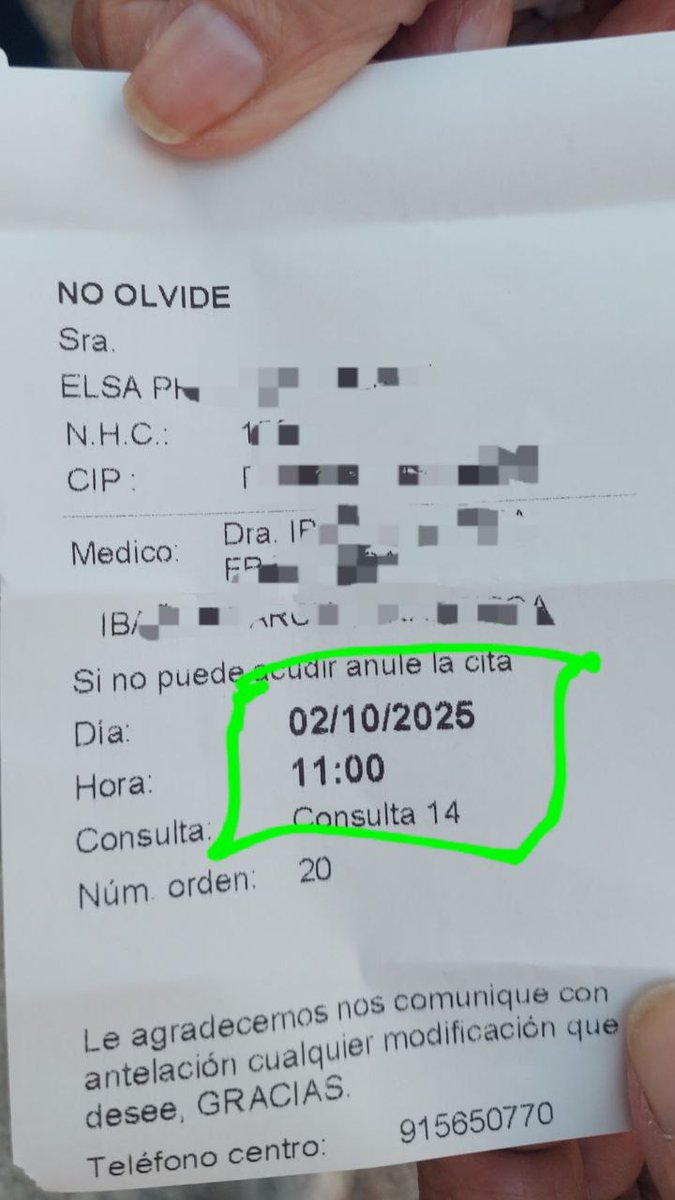 NO OLVIDE
Sra.
ELSA
N.H.C.:
CIP :
Medico: Dra.
Si no puede acudir anule la cita
Día: 02/10/2025
Hora: 11:00
Consulta: Consulta 14
Núm. orden: 20
Le agradecemos nos comunique con
antelación cualquier modificación que
desee, GRACIAS.
Teléfono centro: 915650770